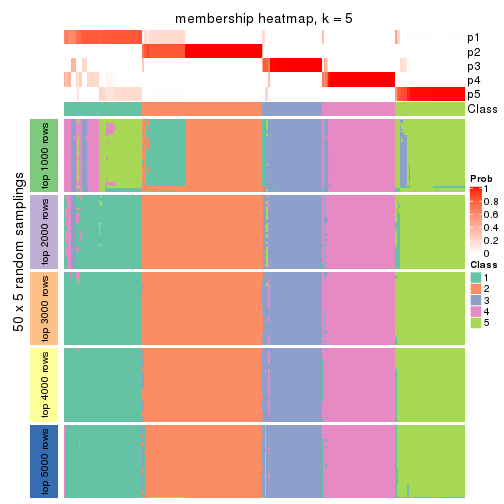 membership heatmap, k = 5
p1
p2
p3
p4
p5
Class
50 x 5 random samplings
top 1000 rows
top 2000 rows
top 3000 rows
top 4000 rows
top 5000 rows
Prob
1
0.8
0.6
0.4
0.2
0
Class
1
2
3
4
5